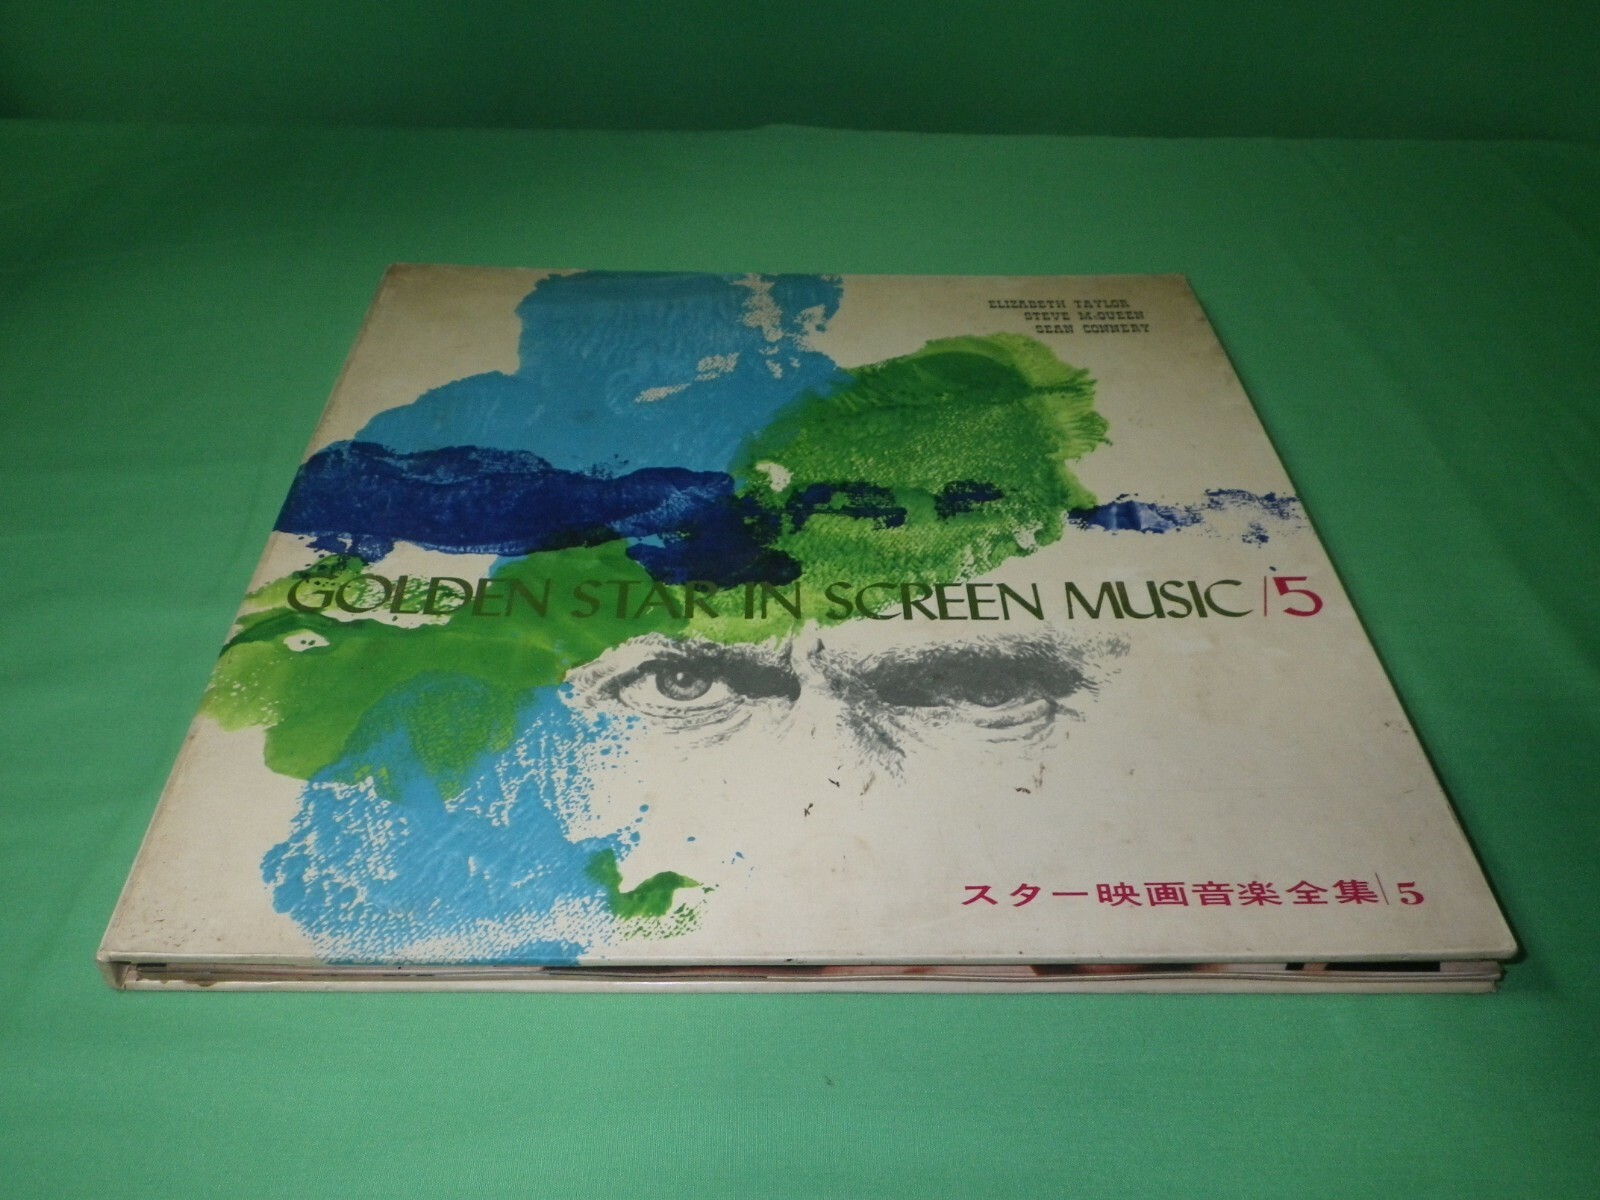 ELIZABETH TAYLOR
STEVE McQUEEN
SEAN CONNERY
GOLDEN STAR IN SCREEN MUSIC/5
スター映画音楽全集/5